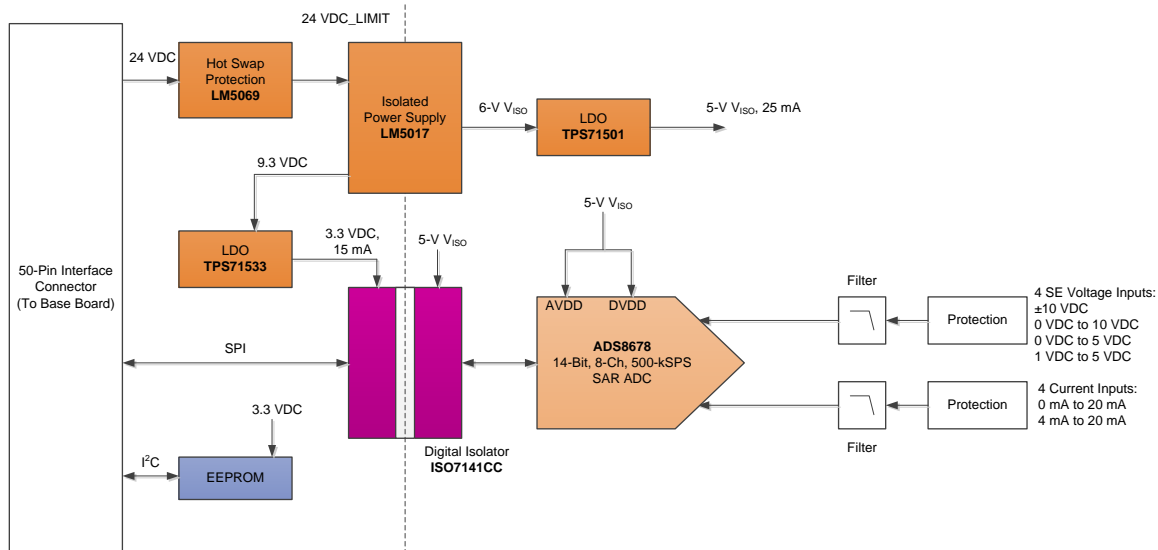 24 VDC_LIMIT
24 VDC
Hot Swap
Protection
LM5069
Isolated
Power Supply
LM5017
6-V VISO
LDO
TPS71501
5-V VISO, 25 mA
9.3 VDC
LDO
TPS71533
3.3 VDC,
15 mA
5-V VISO
5-V VISO
50-Pin Interface
Connector
(To Base Board)
AVDD
DVDD
ADS8678
14-Bit, 8-Ch, 500-kSPS
SAR ADC
Filter
Protection
4 SE Voltage Inputs:
±10 VDC
0 VDC to 10 VDC
0 VDC to 5 VDC
1 VDC to 5 VDC
SPI
Protection
4 Current Inputs:
0 mA to 20 mA
4 mA to 20 mA
Filter
3.3 VDC
Digital Isolator
ISO7141CC
I²C
EEPROM